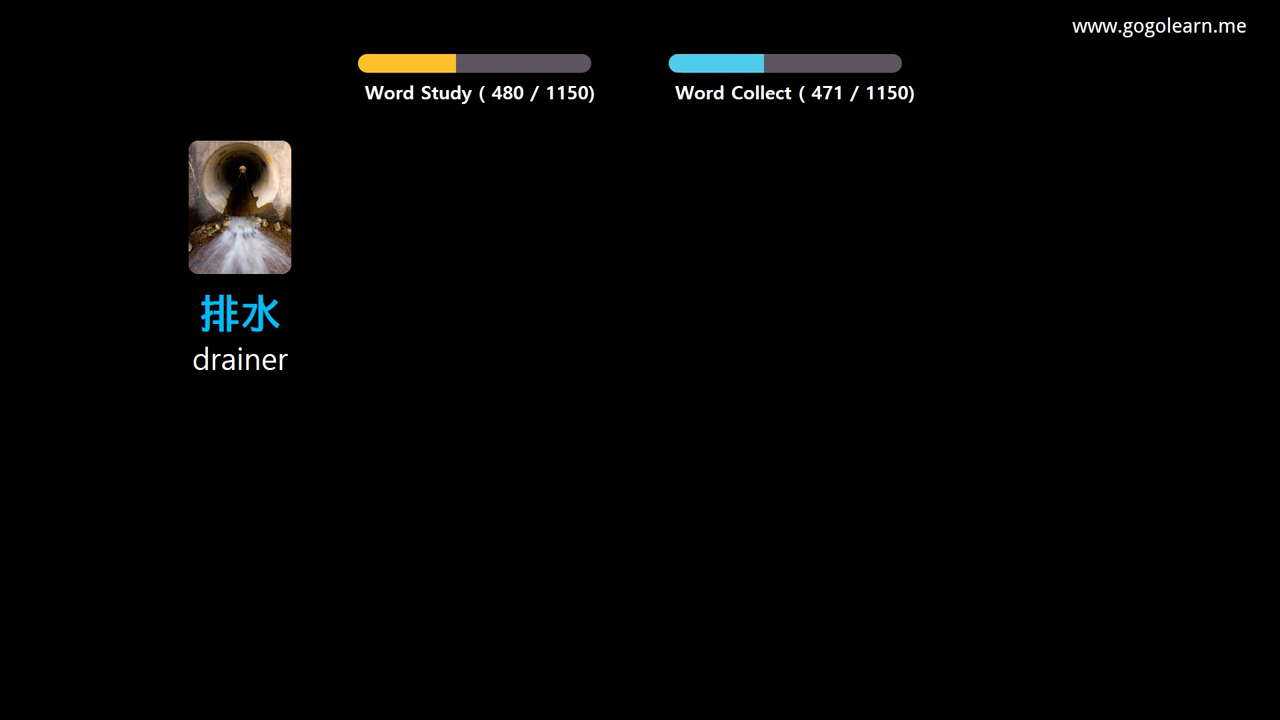 www.gogolearn.me
Word Study ( 480 / 1150)
Word Collect ( 471 / 1150)
排水
drainer